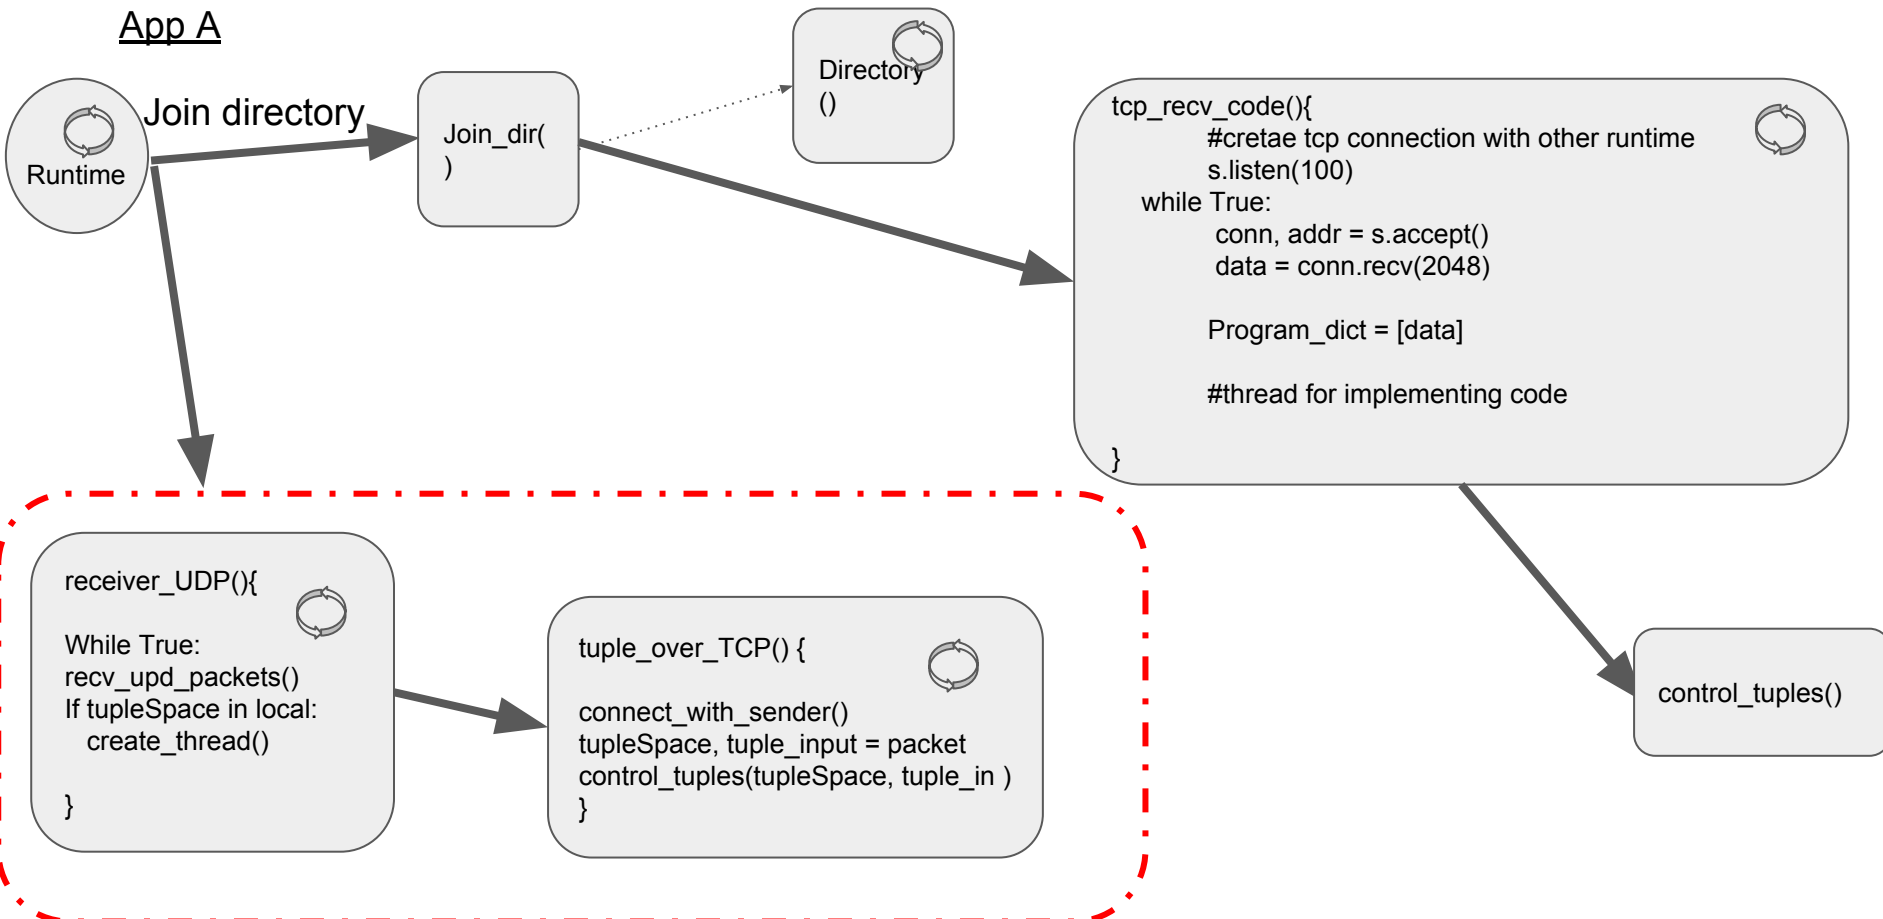 App A
Join directory
Runtime
Join_dir(
)
Directory
()
tcp_recv_code(){
#cretae tcp connection with other runtime
s.listen(100)
while True:
conn, addr = s.accept()
data = conn.recv(2048)
Program_dict = [data]
#thread for implementing code
}
receiver_UDP(){
While True:
recv_upd_packets()
If tupleSpace in local:
create_thread()
}
tuple_over_TCP() {
connect_with_sender()
tupleSpace, tuple_input = packet
control_tuples(tupleSpace, tuple_in )
}
control_tuples()